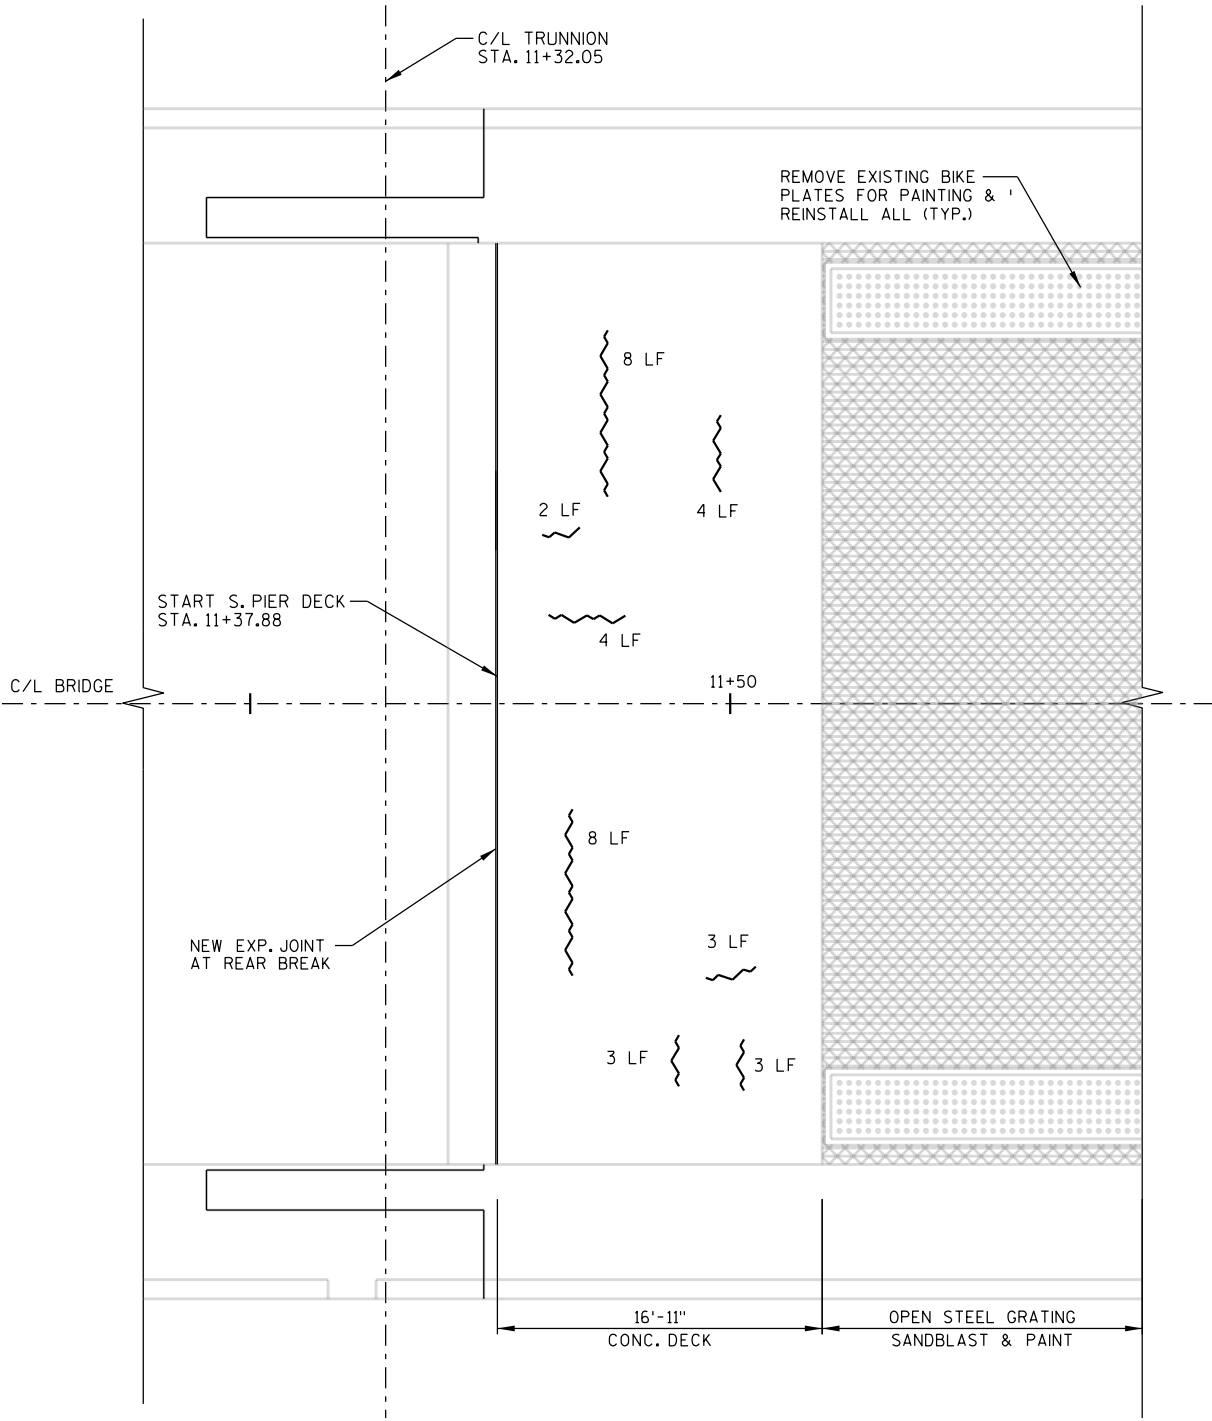 C/L TRUNNION
STA. 11+32.05
REMOVE EXISTING BIKE
PLATES FOR PAINTING & '
REINSTALL ALL (TYP.)
8 LF
2 LF
4 LF
START S. PIER DECK
STA. 11+37.88
4 LF
C/L BRIDGE
11+50
8 LF
NEW EXP. JOINT
AT REAR BREAK
3 LF
3 LF
3 LF
16'-11"
CONC. DECK
OPEN STEEL GRATING
SANDBLAST & PAINT